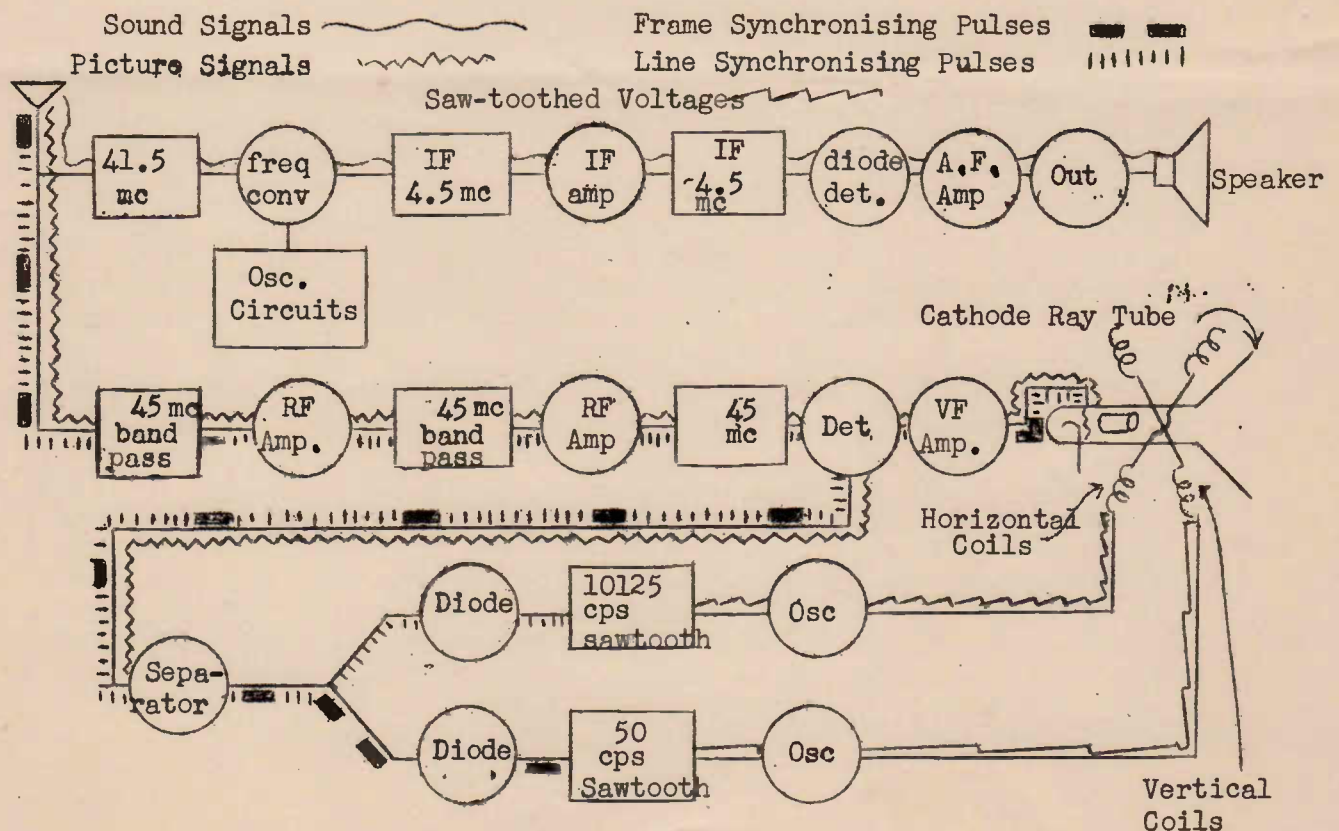 Sound Signals
Frame Synchronising Pulses
Picture Signals
Line Synchronising Pulses
Saw-toothed Voltages
41.5
mc
freq
conv
IF
4.5 mc
IF
amp
IF
4.5
mc
diode
det.
A.F.
Amp
Out
Speaker
Osc.
Circuits
Cathode Ray Tube
45 mc
band
pass
RF
Amp.
45 mc
band
pass
RF
Amp
45
mc
Det.
VF
Amp.
Horizontal
Coils
Diode
10125
cps
sawtooth
Osc
Sepa-
rator
Diode
50
cps
Sawtooth
Osc
Vertical
Coils